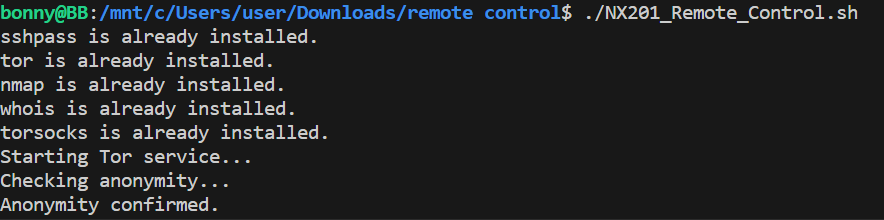 bonny@BB:/mnt/c/Users/user/Downloads/remote control$ ./NX201_Remote_Control.sh
sshpass is already installed.
tor is already installed.
nmap is already installed.
whois is already installed.
torsocks is already installed.
Starting Tor service...
Checking anonymity...
Anonymity confirmed.